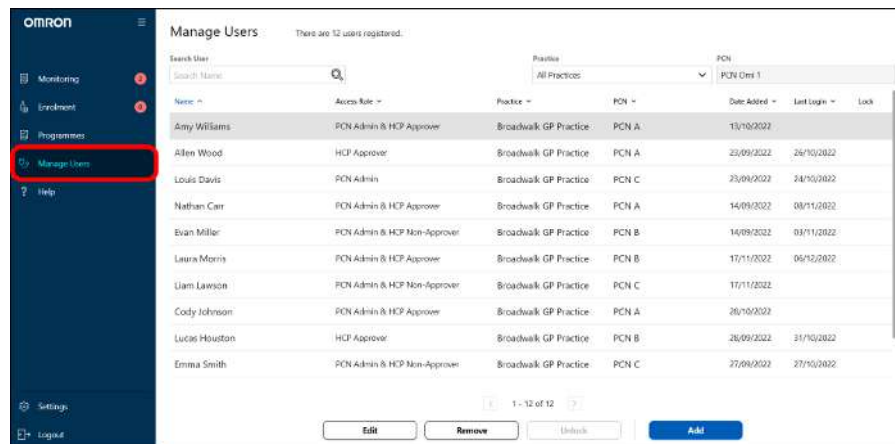 OMRON
Monitoring 2
Enrolment 4
Programmes
Manage Users
? Help
Settings
Logout
Manage Users There are 12 users registered.
Search User Practice PCN
Search Name All Practices PCN Omi 1
Name Access Role Practice PCN Date Added Last Login Lock
Amy Williams PCN Admin & HCP Approver Broadwalk GP Practice PCN A 13/10/2022
Allen Wood HCP Approver Broadwalk GP Practice PCN A 23/09/2022 26/10/2022
Louis Davis PCN Admin Broadwalk GP Practice PCN C 23/09/2022 24/10/2022
Nathan Carr PCN Admin & HCP Approver Broadwalk GP Practice PCN A 14/09/2022 08/11/2022
Evan Miller PCN Admin & HCP Non-Approver Broadwalk GP Practice PCN B 14/09/2022 03/11/2022
Laura Morris PCN Admin & HCP Approver Broadwalk GP Practice PCN B 17/11/2022 06/12/2022
Liam Lawson PCN Admin & HCP Non-Approver Broadwalk GP Practice PCN C 17/11/2022
Cody Johnson PCN Admin & HCP Approver Broadwalk GP Practice PCN A 28/10/2022
Lucas Houston HCP Approver Broadwalk GP Practice PCN B 28/09/2022 31/10/2022
Emma Smith PCN Admin & HCP Non-Approver Broadwalk GP Practice PCN C 27/09/2022 27/10/2022
1 - 12 of 12
Edit Remove Unlock Add